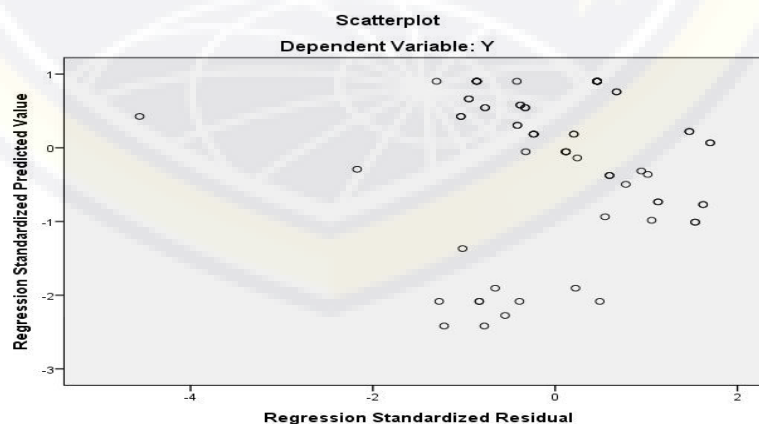 Scatterplot
Dependent Variable: Y
Regression Standardized Predicted Value
1
0
-1
-2
-3
-4
-2
0
2
Regression Standardized Residual